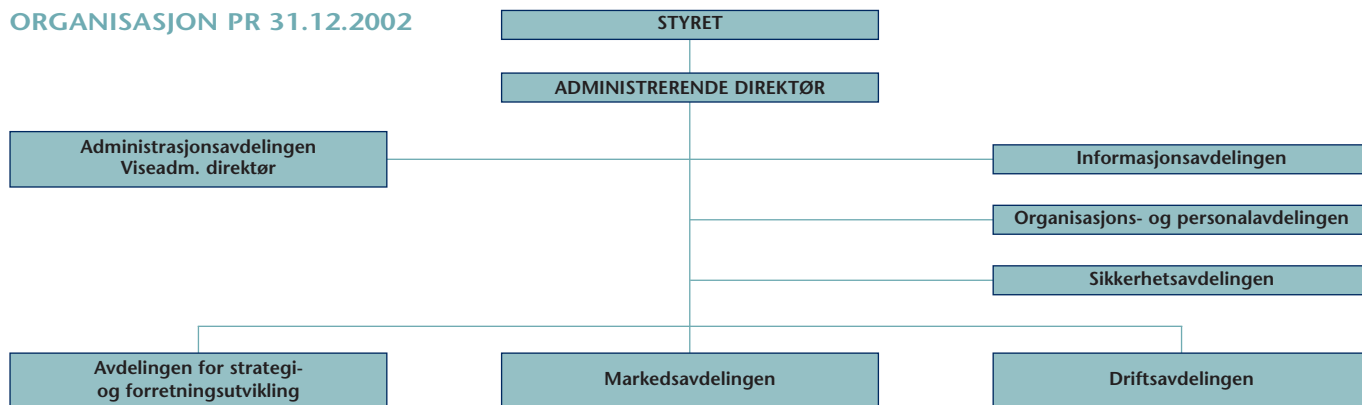 ORGANISASJON PR 31.12.2002
STYRET
ADMINISTRERENDE DIREKTØR
Administrasjonsavdelingen
Viseadm. direktør
Informasjonsavdelingen
Organisasjons- og personalavdelingen
Sikkerhetsavdelingen
Avdelingen for strategi-
og forretningsutvikling
Markedsavdelingen
Driftsavdelingen